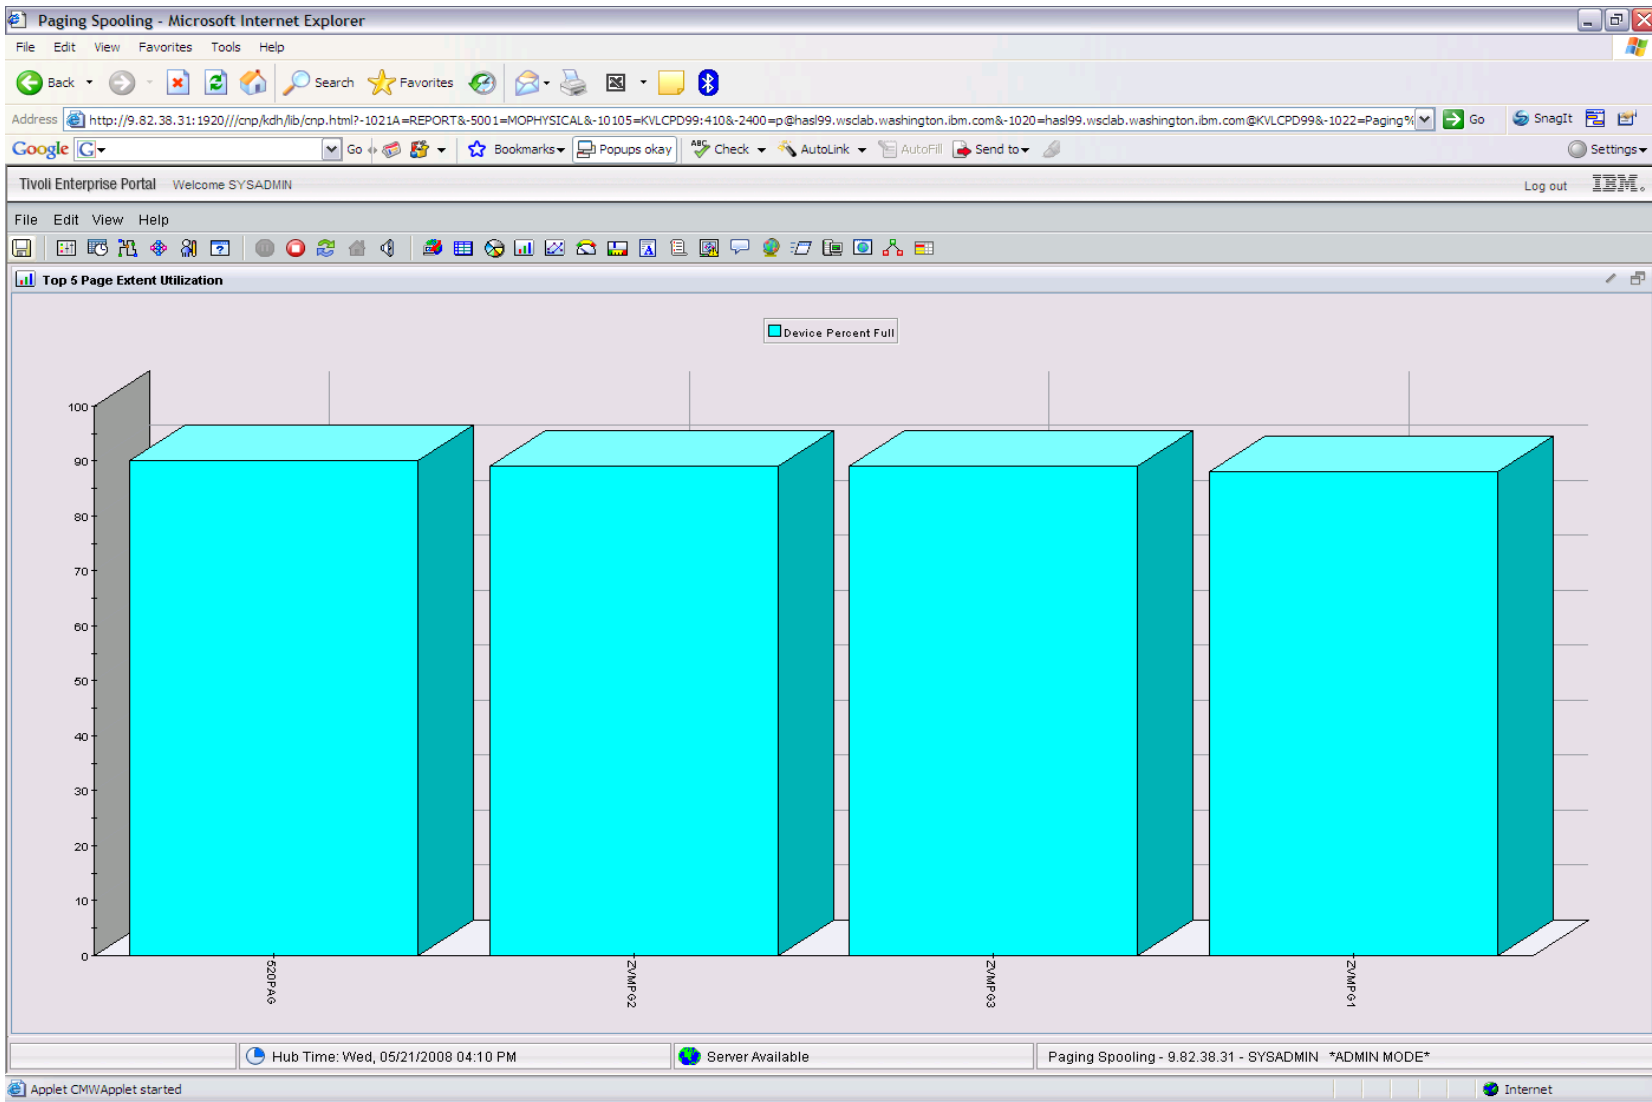 Paging Spooling - Microsoft Internet Explorer
File Edit View Favorites Tools Help
Back Search Favorites
Address http://9.82.38.31:1920///cnp/kdh/lib/cnp.html?-1021A=REPORT&-5001=MOPHYSICAL&-10105=KVLCPD99:410&-2400=p@hasl99.wsclab.washington.ibm.com&-1020=hasl99.wsclab.washington.ibm.com@KVLCPD99&-1022=Paging% Go SnagIt
Google G Go Bookmarks Popups okay ABC Check AutoLink AutoFill Send to Settings
Tivoli Enterprise Portal Welcome SYSADMIN Log out IBM
File Edit View Help
Top 5 Page Extent Utilization
Device Percent Full
100
90
80
70
60
50
40
30
20
10
0
520PAG ZVMPG2 ZVMPG3 ZVMPG1
Hub Time: Wed, 05/21/2008 04:10 PM Server Available Paging Spooling - 9.82.38.31 - SYSADMIN *ADMIN MODE*
Applet CMWApplet started Internet